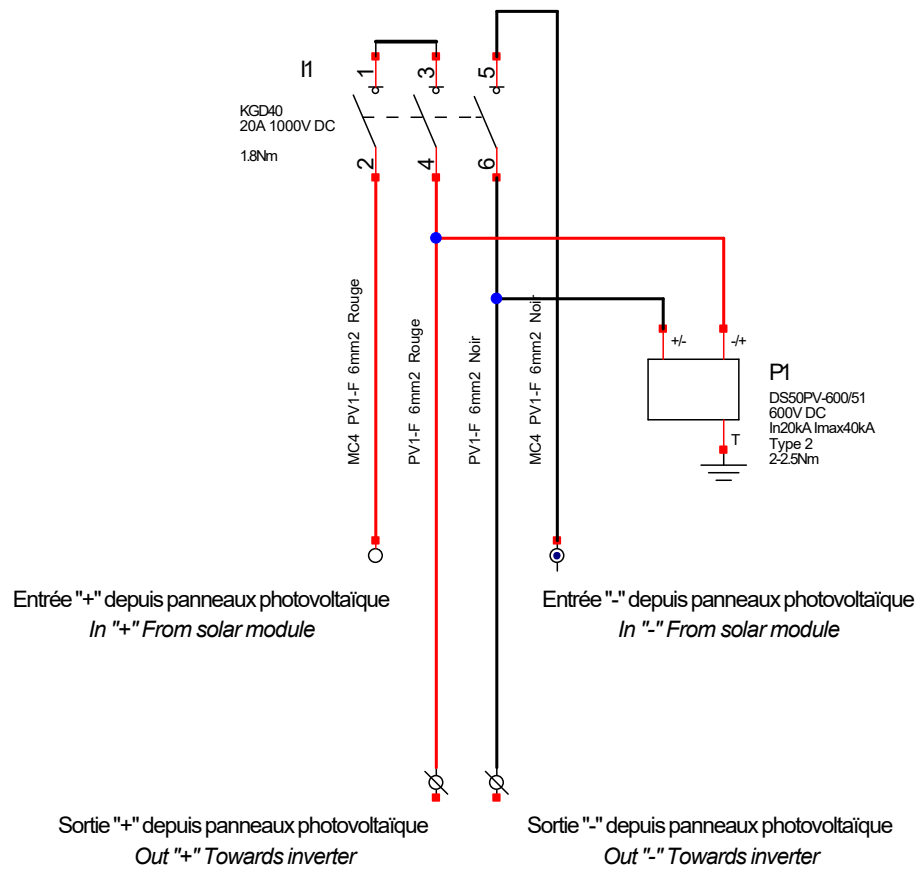 I1
KGD40
20A 1000V DC
1.8Nm
1
3
5
2
4
6
MC4 PV1-F 6mm2 Rouge
PV1-F 6mm2 Rouge
PV1-F 6mm2 Noir
MC4 PV1-F 6mm2 Noir
+/-
-/+
T
P1
DS50PV-600/51
600V DC
In20kA Imax40kA
Type 2
2-2.5Nm
Entrée "+" depuis panneaux photovoltaïque
In "+" From solar module
Entrée "-" depuis panneaux photovoltaïque
In "-" From solar module
Sortie "+" depuis panneaux photovoltaïque
Out "+" Towards inverter
Sortie "-" depuis panneaux photovoltaïque
Out "-" Towards inverter